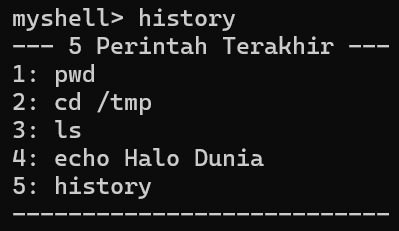 myshell> history
--- 5 Perintah Terakhir ---
1: pwd
2: cd /tmp
3: ls
4: echo Halo Dunia
5: history
---------------------------